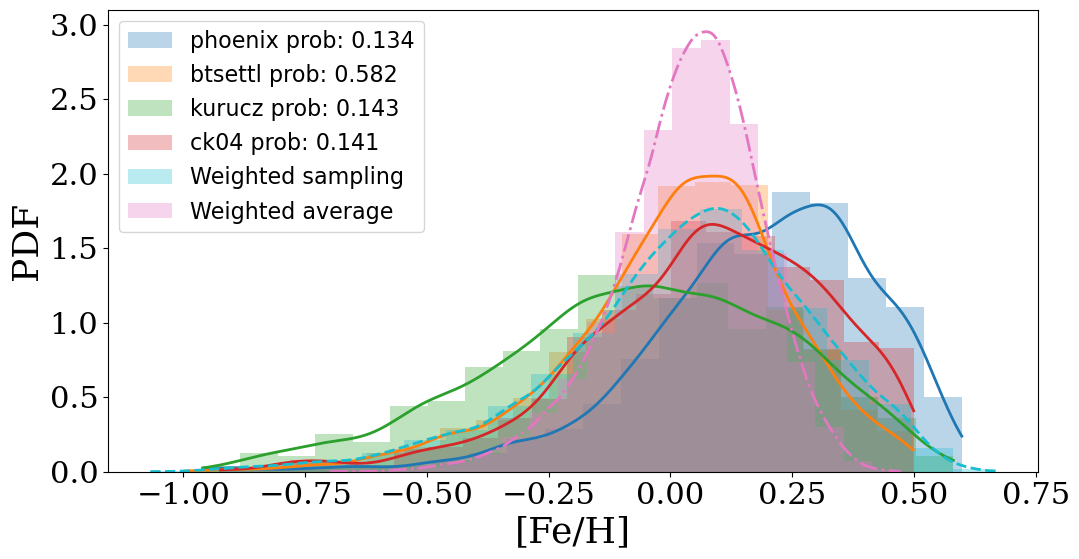 3.0
2.5
2.0
1.5
1.0
0.5
0.0
PDF
phoenix prob: 0.134
btsettl prob: 0.582
kurucz prob: 0.143
ck04 prob: 0.141
Weighted sampling
Weighted average
−1.00 −0.75 −0.50 −0.25 0.00 0.25 0.50 0.75
[Fe/H]